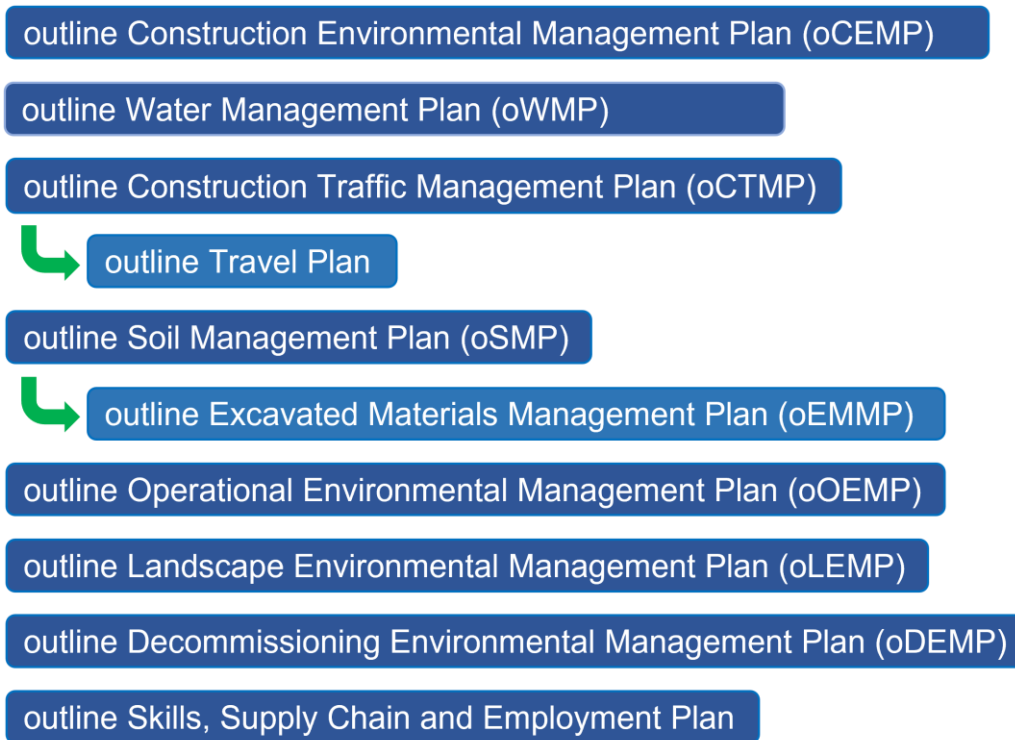 outline Construction Environmental Management Plan (oCEMP)
outline Water Management Plan (oWMP)
outline Construction Traffic Management Plan (oCTMP)
outline Travel Plan
outline Soil Management Plan (oSMP)
outline Excavated Materials Management Plan (oEMMP)
outline Operational Environmental Management Plan (oOEMP)
outline Landscape Environmental Management Plan (oLEMP)
outline Decommissioning Environmental Management Plan (oDEMP)
outline Skills, Supply Chain and Employment Plan